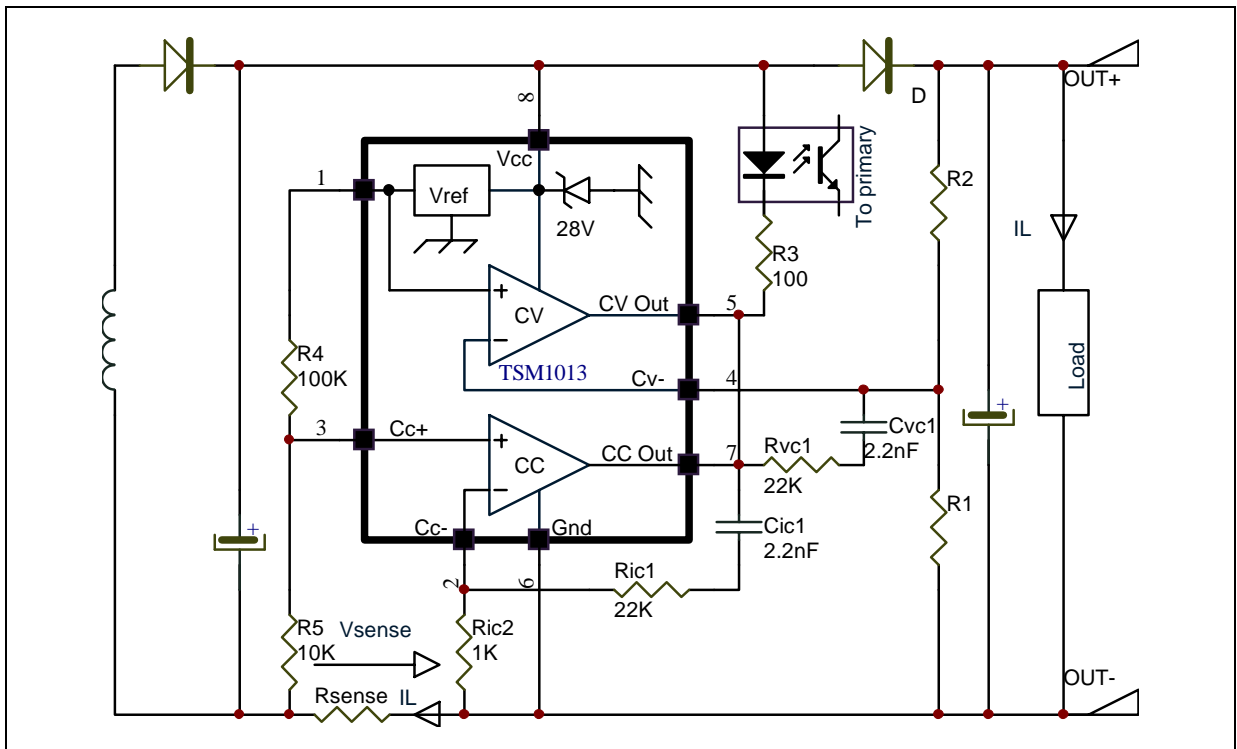 D
OUT+
8
To primary
Vcc
1
Vref
28V
R2
IL
R3
100
+
CV
−
CV Out
5
TSM1013
Cv-
4
R4
100K
Load
+
3
Cc+
+
CC
−
CC Out
7
Rvc1
22K
Cvc1
2.2nF
R1
Cc-
Gnd
Cic1
2.2nF
+
2
6
Ric1
22K
R5
10K
Vsense
Ric2
1K
Rsense
IL
OUT-